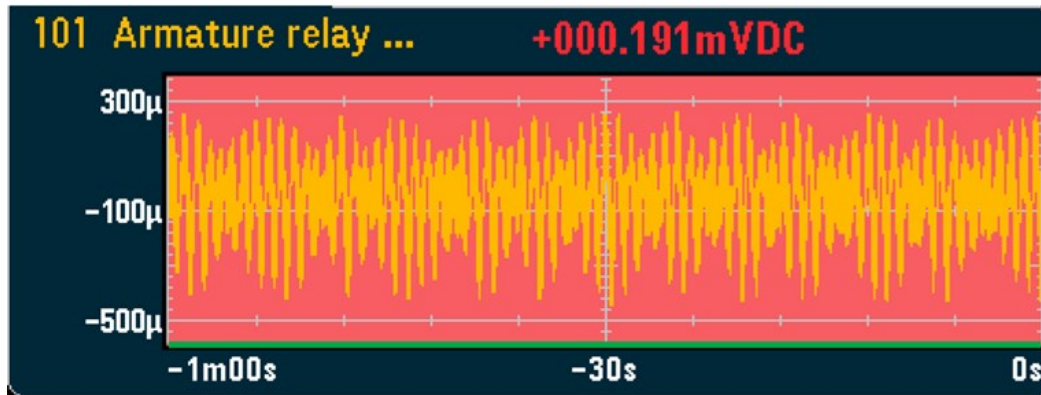 101 Armature relay ... +000.191mVDC
300µ
-100µ
-500µ
-1m00s -30s 0s